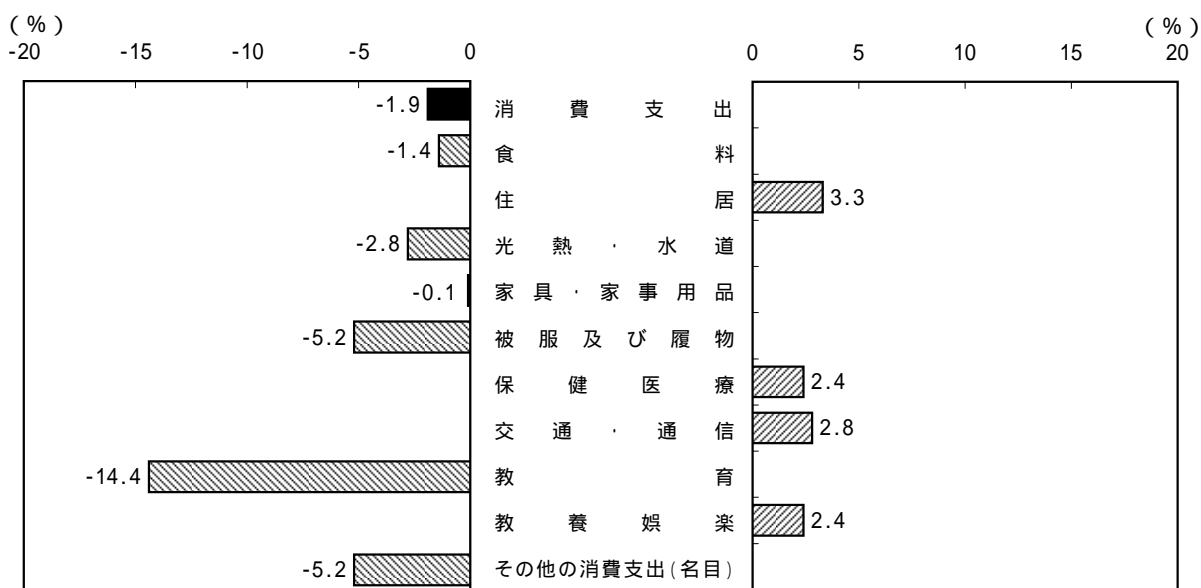 (%) (%)
-20 -15 -10 -5 0 0 5 10 15 20
-1.9 消費支出
-1.4 食料
住居 3.3
-2.8 光熱・水道
-0.1 家具・家事用品
-5.2 被服及び履物
保健医療 2.4
交通・通信 2.8
-14.4 教育
教養娯楽 2.4
-5.2 その他の消費支出(名目)